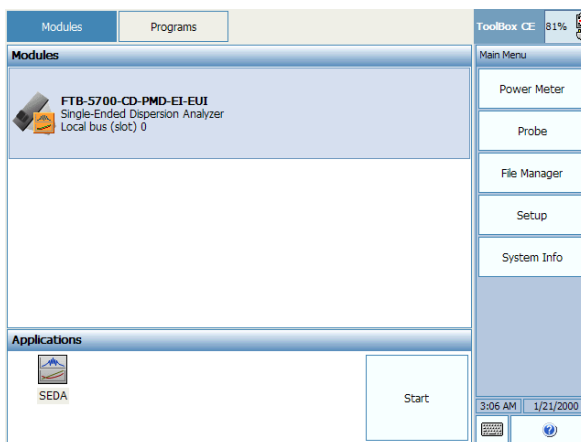 Modules
Programs
ToolBox CE
81%
Modules
Main Menu
FTB-5700-CD-PMD-EI-EUI
Single-Ended Dispersion Analyzer
Local bus (slot) 0
Power Meter
Probe
File Manager
Setup
System Info
Applications
SEDA
Start
3:06 AM
1/21/2000